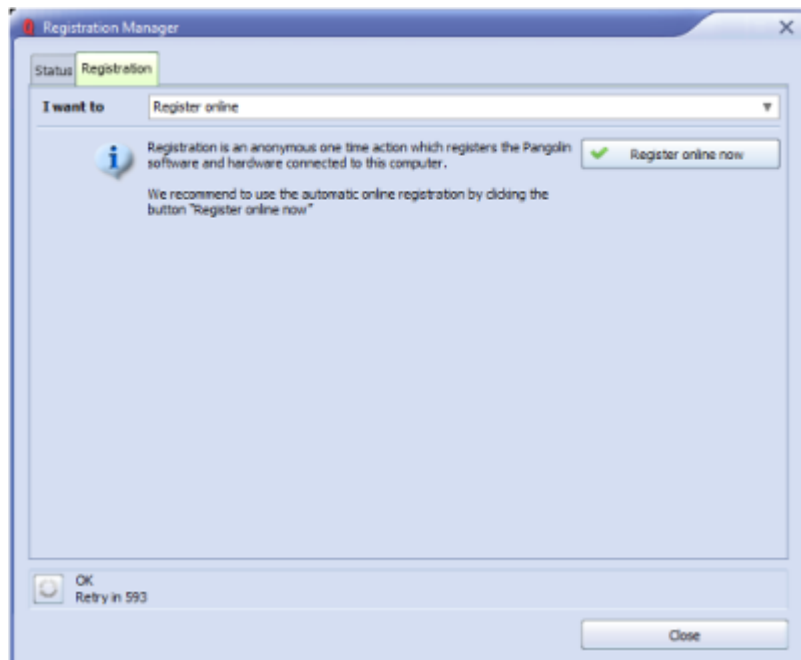 Registration Manager
Status Registration
I want to Register online
Registration is an anonymous one time action which registers the Pangolin
software and hardware connected to this computer.
Register online now
We recommend to use the automatic online registration by clicking the
button "Register online now"
OK
Retry in 593
Close